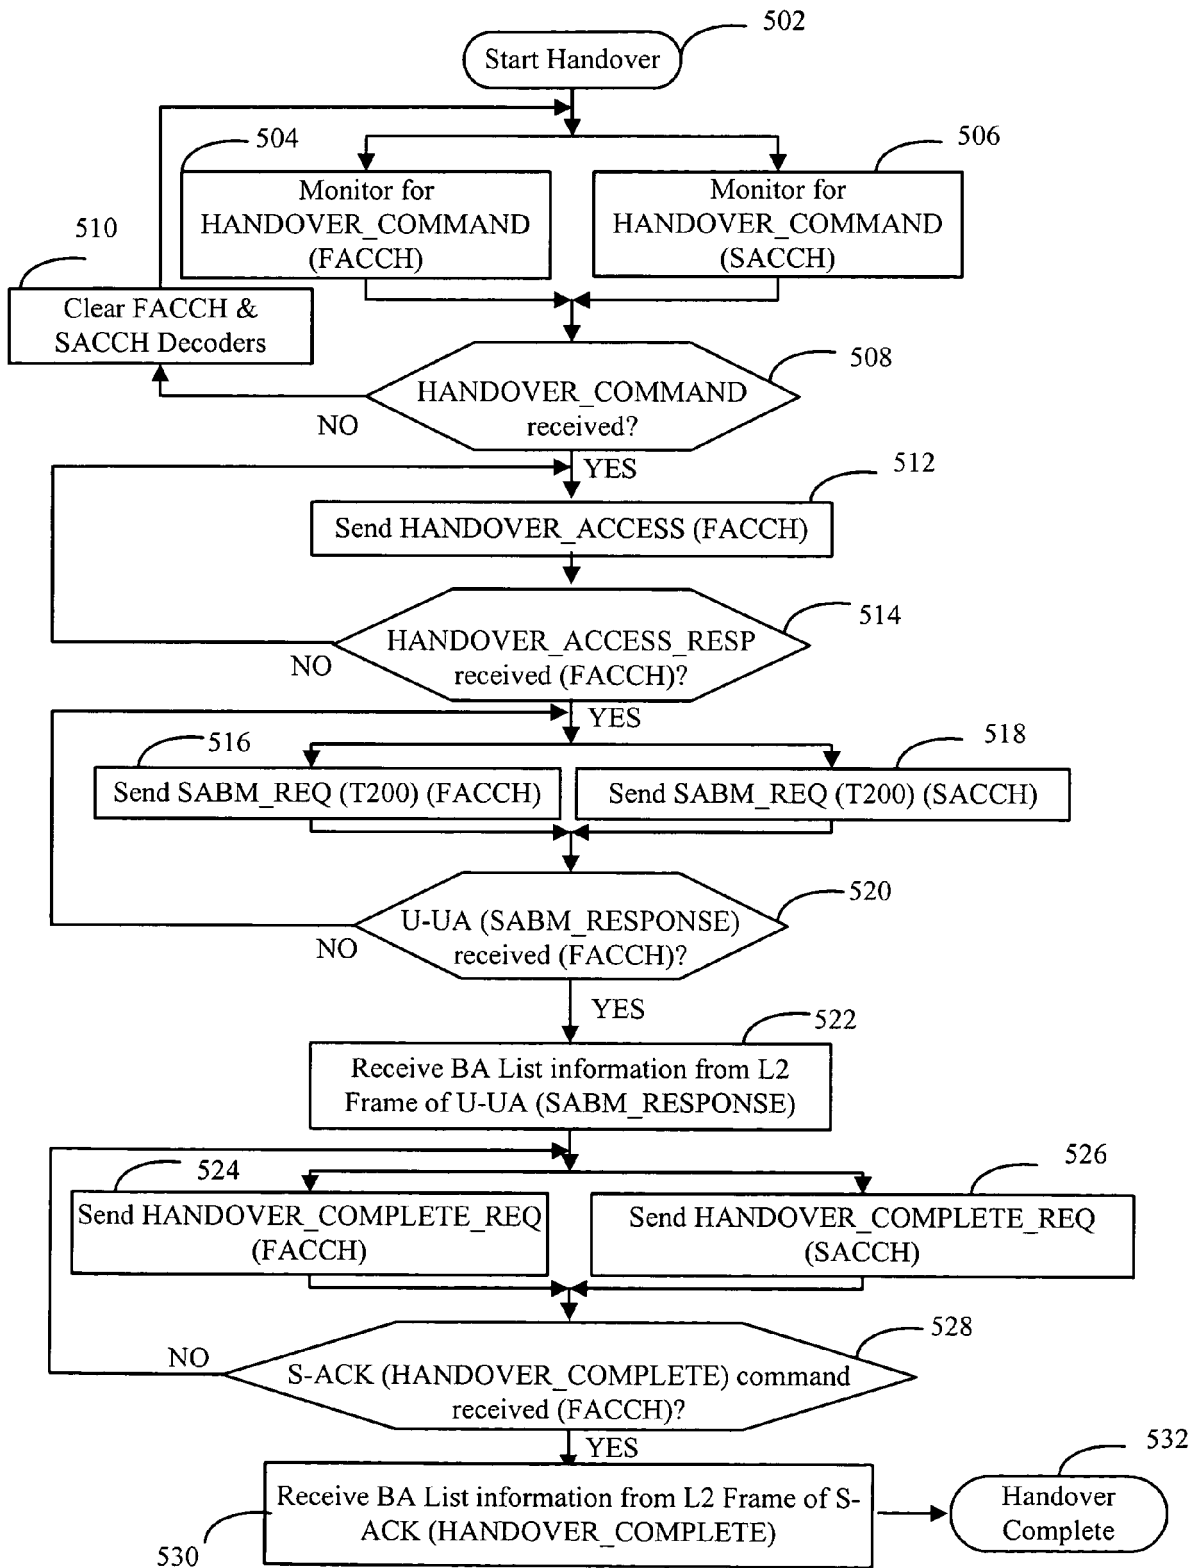 502
Start Handover
504
506
Monitor for
HANDOVER_COMMAND
(FACCH)
Monitor for
HANDOVER_COMMAND
(SACCH)
510
Clear FACCH &
SACCH Decoders
508
HANDOVER_COMMAND
received?
NO
YES
512
Send HANDOVER_ACCESS (FACCH)
514
HANDOVER_ACCESS_RESP
received (FACCH)?
NO
YES
516
518
Send SABM_REQ (T200) (FACCH)
Send SABM_REQ (T200) (SACCH)
520
U-UA (SABM_RESPONSE)
received (FACCH)?
NO
YES
522
Receive BA List information from L2
Frame of U-UA (SABM_RESPONSE)
524
526
Send HANDOVER_COMPLETE_REQ
(FACCH)
Send HANDOVER_COMPLETE_REQ
(SACCH)
528
NO
S-ACK (HANDOVER_COMPLETE) command
received (FACCH)?
YES
532
Receive BA List information from L2 Frame of S-
ACK (HANDOVER_COMPLETE)
Handover
Complete
530